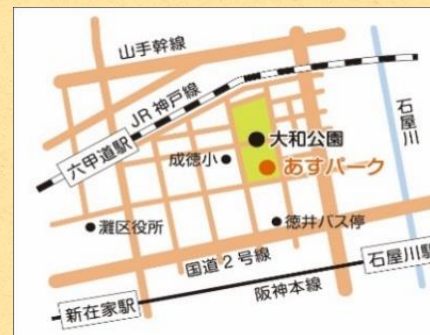 山手幹線
JR神戸線
六甲道駅
石屋川
大和公園
成徳小
あすパーク
灘区役所
徳井バス停
国道2号線
石屋川駅
新在家駅
阪神本線